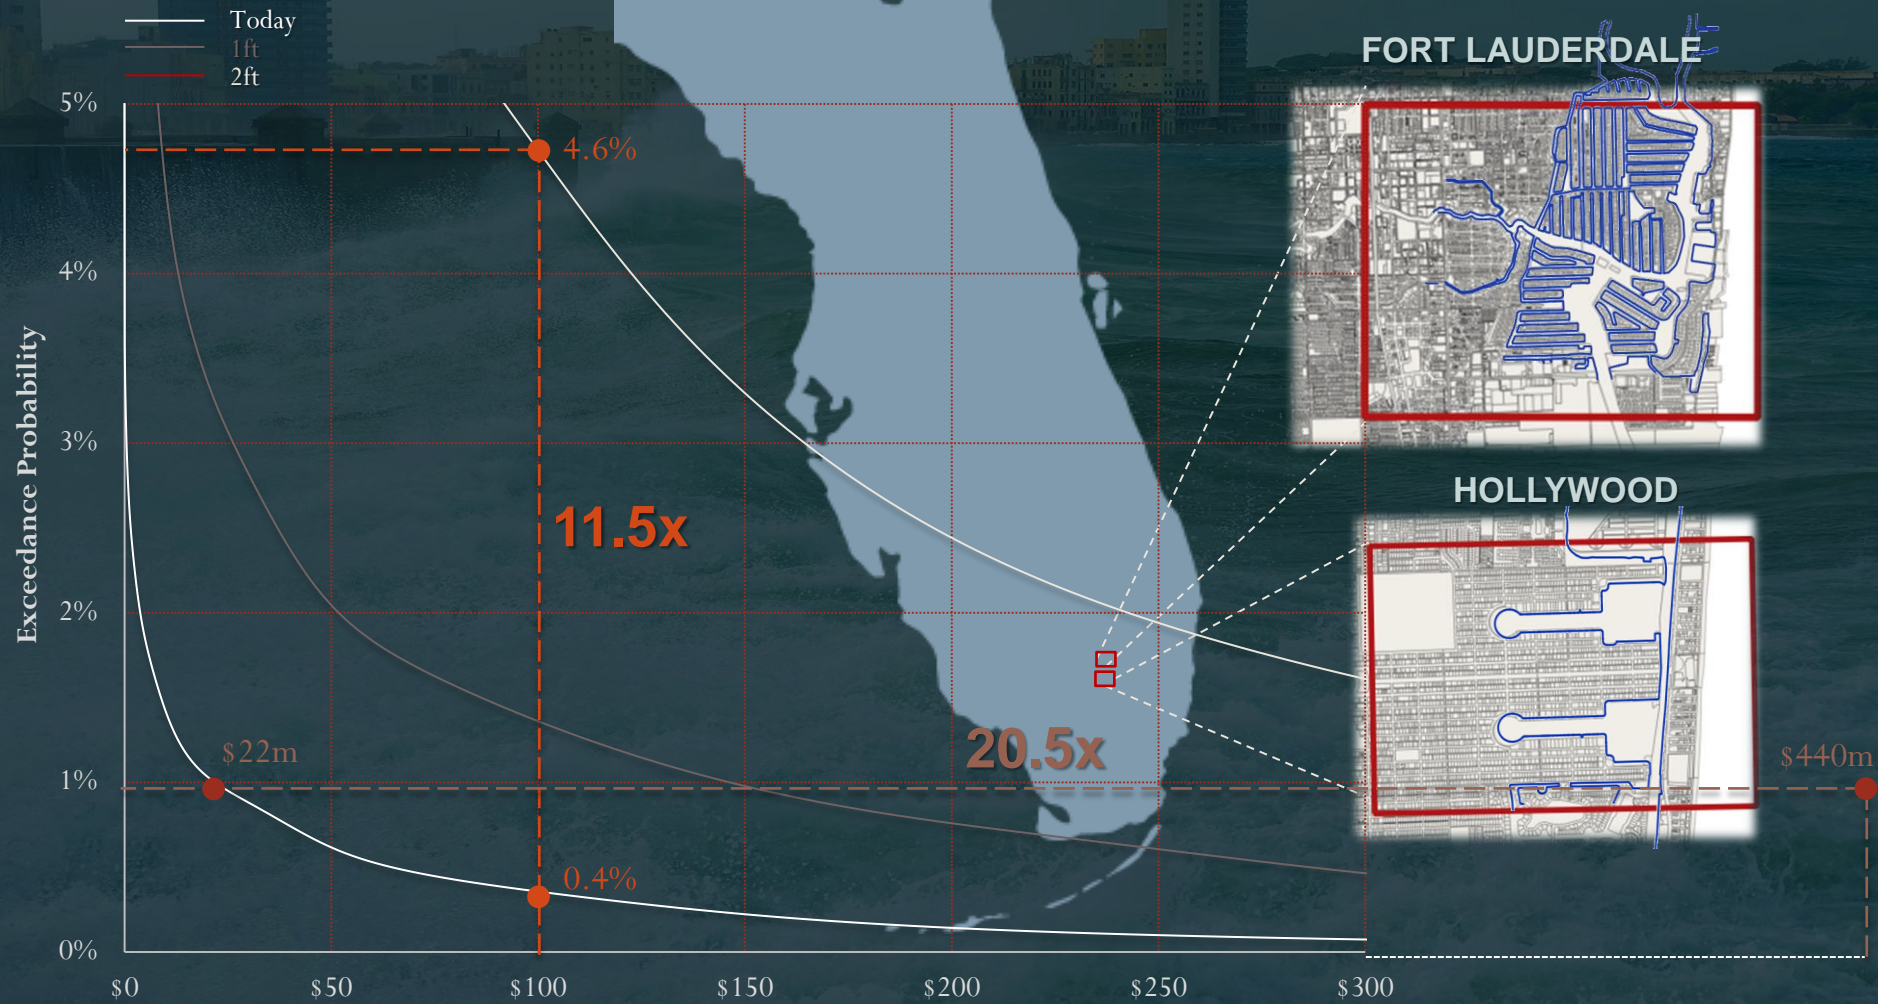 Today
1ft
2ft
FORT LAUDERDALE
5%
4.6%
4%
Exceedance Probability
3%
HOLLYWOOD
11.5x
2%
20.5x
$22m
$440m
1%
0.4%
0%
$0
$50
$100
$150
$200
$250
$300